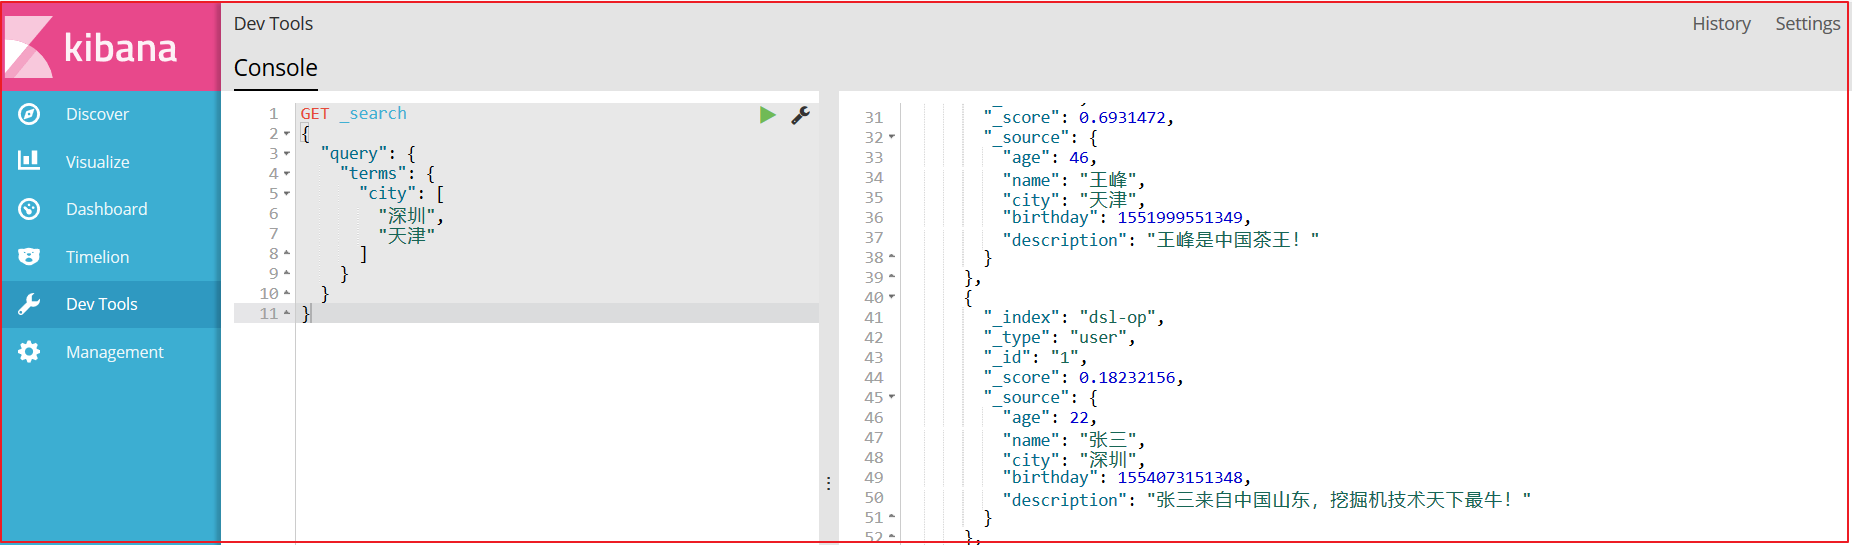 kibana
Discover
Visualize
Dashboard
Timelion
Dev Tools
Management
Dev Tools
History Settings
Console
1 GET _search
2 {
3 "query": {
4 "terms": {
5 "city": [
6 "深圳",
7 "天津"
8 ]
9 }
10 }
11 }
31 "_score": 0.6931472,
32 "_source": {
33 "age": 46,
34 "name": "王峰",
35 "city": "天津",
36 "birthday": 1551999551349,
37 "description": "王峰是中国茶王！"
38 }
39 },
40 {
41 "_index": "dsl-op",
42 "_type": "user",
43 "_id": "1",
44 "_score": 0.18232156,
45 "_source": {
46 "age": 22,
47 "name": "张三",
48 "city": "深圳",
49 "birthday": 1554073151348,
50 "description": "张三来自中国山东，挖掘机技术天下最牛！"
51 }
52 },